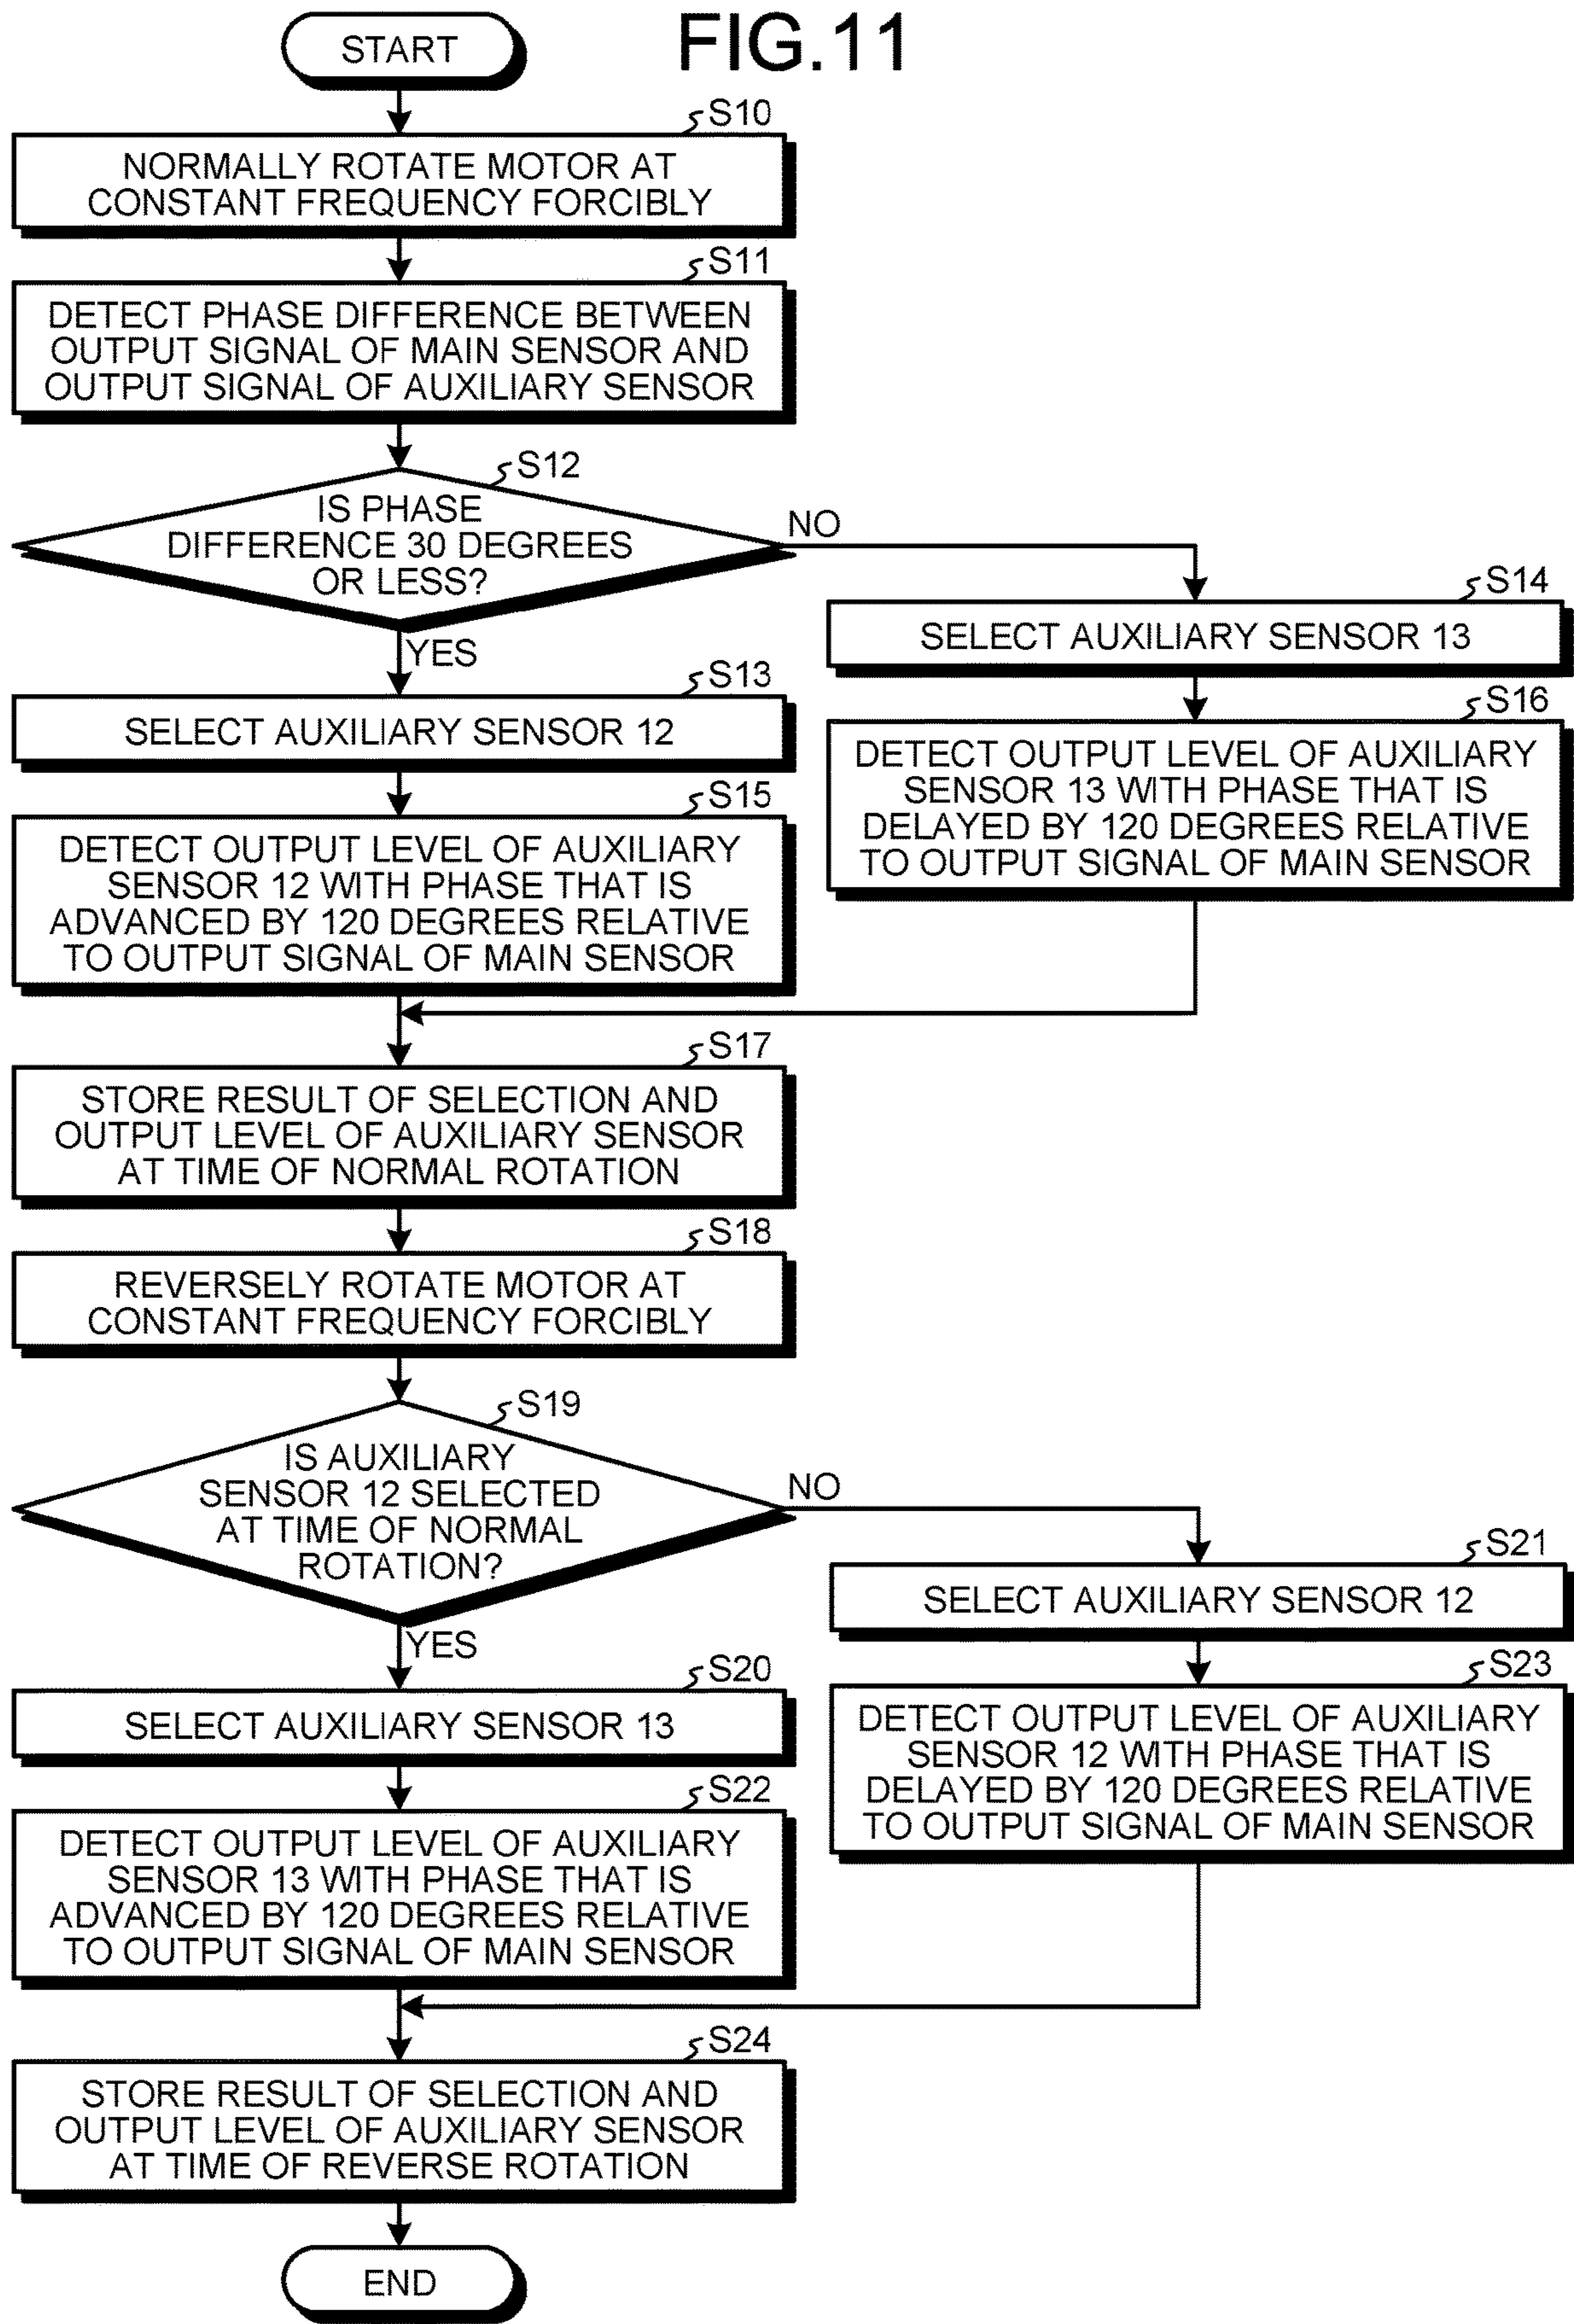 FIG.11
START
S10
NORMALLY ROTATE MOTOR AT
CONSTANT FREQUENCY FORCIBLY
S11
DETECT PHASE DIFFERENCE BETWEEN
OUTPUT SIGNAL OF MAIN SENSOR AND
OUTPUT SIGNAL OF AUXILIARY SENSOR
S12
IS PHASE
DIFFERENCE 30 DEGREES
OR LESS?
NO
YES
S14
SELECT AUXILIARY SENSOR 13
S13
SELECT AUXILIARY SENSOR 12
S16
DETECT OUTPUT LEVEL OF AUXILIARY
SENSOR 13 WITH PHASE THAT IS
DELAYED BY 120 DEGREES RELATIVE
TO OUTPUT SIGNAL OF MAIN SENSOR
S15
DETECT OUTPUT LEVEL OF AUXILIARY
SENSOR 12 WITH PHASE THAT IS
ADVANCED BY 120 DEGREES RELATIVE
TO OUTPUT SIGNAL OF MAIN SENSOR
S17
STORE RESULT OF SELECTION AND
OUTPUT LEVEL OF AUXILIARY SENSOR
AT TIME OF NORMAL ROTATION
S18
REVERSELY ROTATE MOTOR AT
CONSTANT FREQUENCY FORCIBLY
S19
IS AUXILIARY
SENSOR 12 SELECTED
AT TIME OF NORMAL
ROTATION?
NO
YES
S21
SELECT AUXILIARY SENSOR 12
S20
SELECT AUXILIARY SENSOR 13
S23
DETECT OUTPUT LEVEL OF AUXILIARY
SENSOR 12 WITH PHASE THAT IS
DELAYED BY 120 DEGREES RELATIVE
TO OUTPUT SIGNAL OF MAIN SENSOR
S22
DETECT OUTPUT LEVEL OF AUXILIARY
SENSOR 13 WITH PHASE THAT IS
ADVANCED BY 120 DEGREES RELATIVE
TO OUTPUT SIGNAL OF MAIN SENSOR
S24
STORE RESULT OF SELECTION AND
OUTPUT LEVEL OF AUXILIARY SENSOR
AT TIME OF REVERSE ROTATION
END